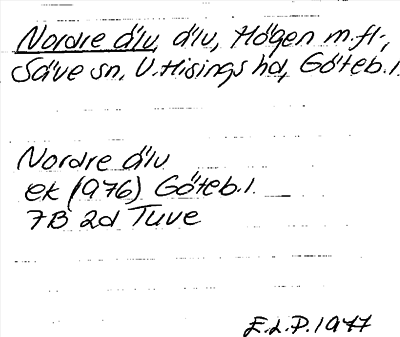 Nordre älv, älv, Högen m.fl.,
Säve sn, V. Hisings hd, Göteb. l.
Nordre älv
ek (1976) Göteb. l.
7B 2d Tuve
E.L.P. 1977